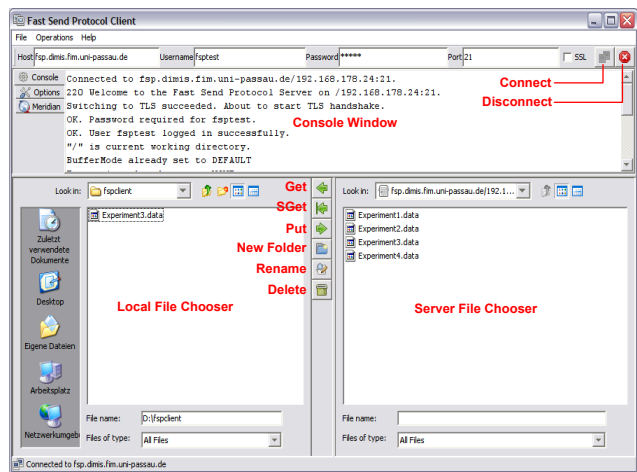 Fast Send Protocol Client
File Operations Help
Host fsp.dimis.fim.uni-passau.de Username fsptest Password ***** Port 21 SSL
Console
Options
Meridian
Connected to fsp.dimis.fim.uni-passau.de/192.168.178.24:21.
220 Welcome to the Fast Send Protocol Server on /192.168.178.24:21.
Switching to TLS succeeded. About to start TLS handshake.
OK. Password required for fsptest.
OK. User fsptest logged in successfully.
"/" is current working directory.
BufferMode already set to DEFAULT
Connect
Disconnect
Console Window
Look in: fspclient
Zuletzt
verwendete
Dokumente
Desktop
Eigene Dateien
Arbeitsplatz
Netzwerkumgeb
Experiment3.data
Local File Chooser
File name: D:\fspclient
Files of type: All Files
Get
SGet
Put
New Folder
Rename
Delete
Look in: fsp.dimis.fim.uni-passau.de/192.1...
Experiment1.data
Experiment2.data
Experiment3.data
Experiment4.data
Server File Chooser
File name:
Files of type: All Files
Connected to fsp.dimis.fim.uni-passau.de